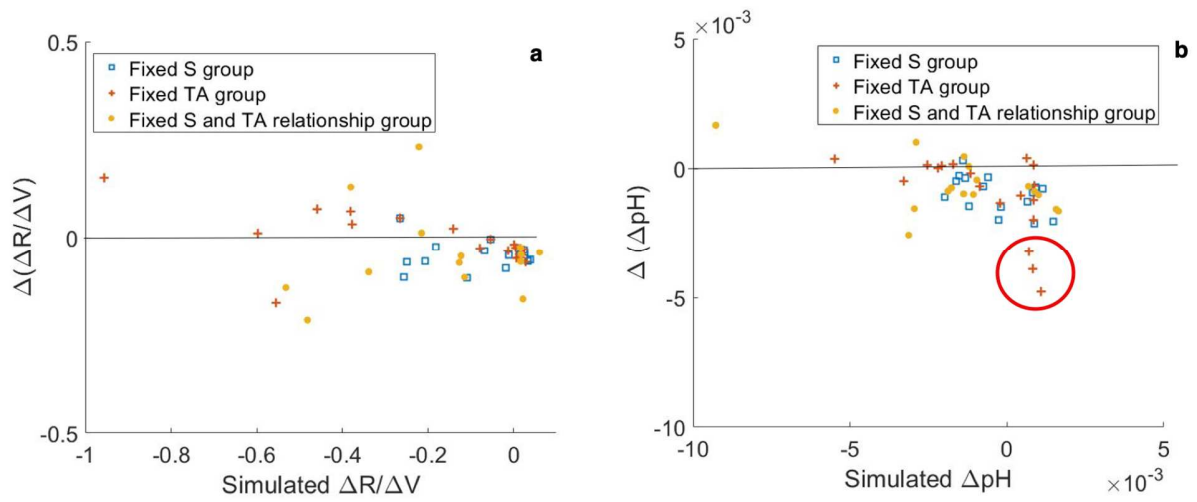 a
Fixed S group
Fixed TA group
Fixed S and TA relationship group
0.5
0
-0.5
Δ(ΔR/ΔV)
-1
-0.8
-0.6
-0.4
-0.2
0
Simulated ΔR/ΔV
b
×10⁻³
Fixed S group
Fixed TA group
Fixed S and TA relationship group
5
0
-5
-10
Δ (ΔpH)
-10
-5
0
5
Simulated ΔpH
×10⁻³